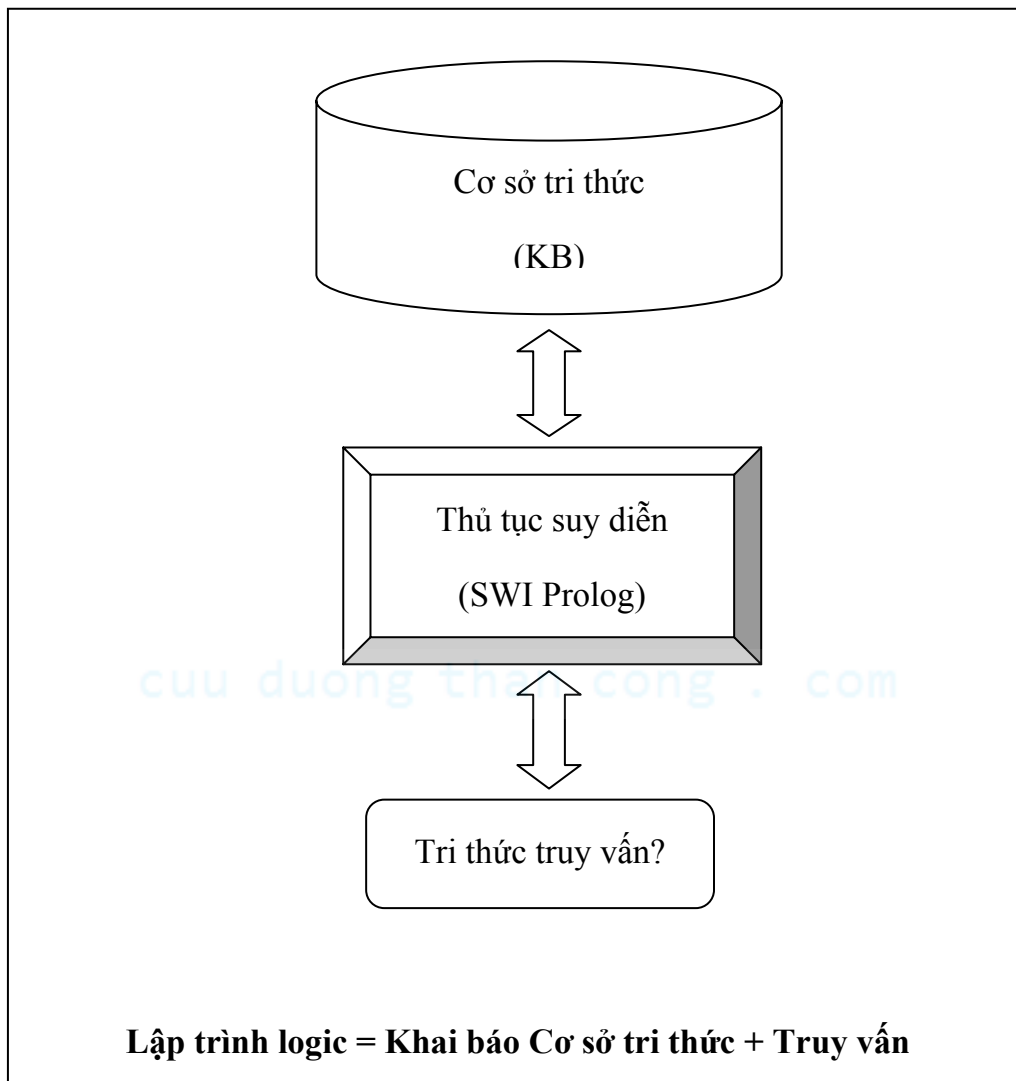 Cơ sở tri thức
(KB)
Thủ tục suy diễn
(SWI Prolog)
cuu duong than cong . com
Tri thức truy vấn?
Lập trình logic = Khai báo Cơ sở tri thức + Truy vấn